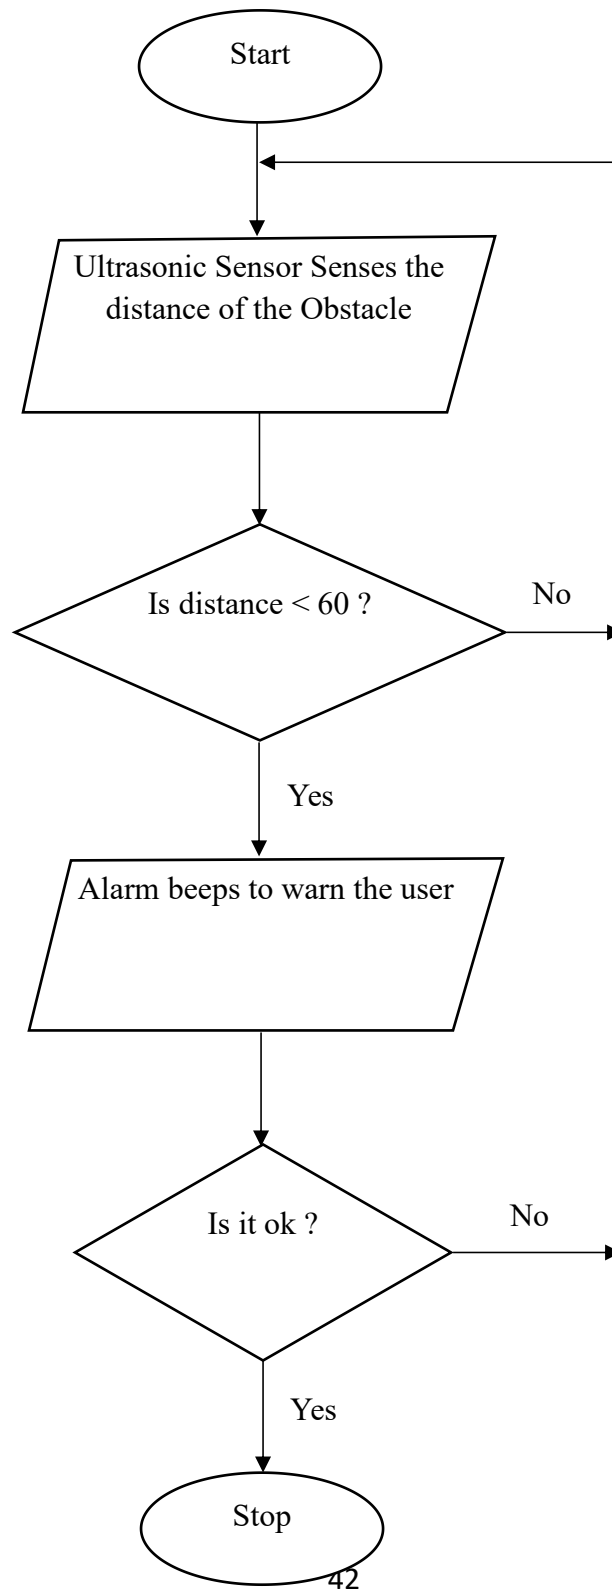 Start
Ultrasonic Sensor Senses the
distance of the Obstacle
Is distance < 60 ?
No
Yes
Alarm beeps to warn the user
Is it ok ?
No
Yes
Stop
42